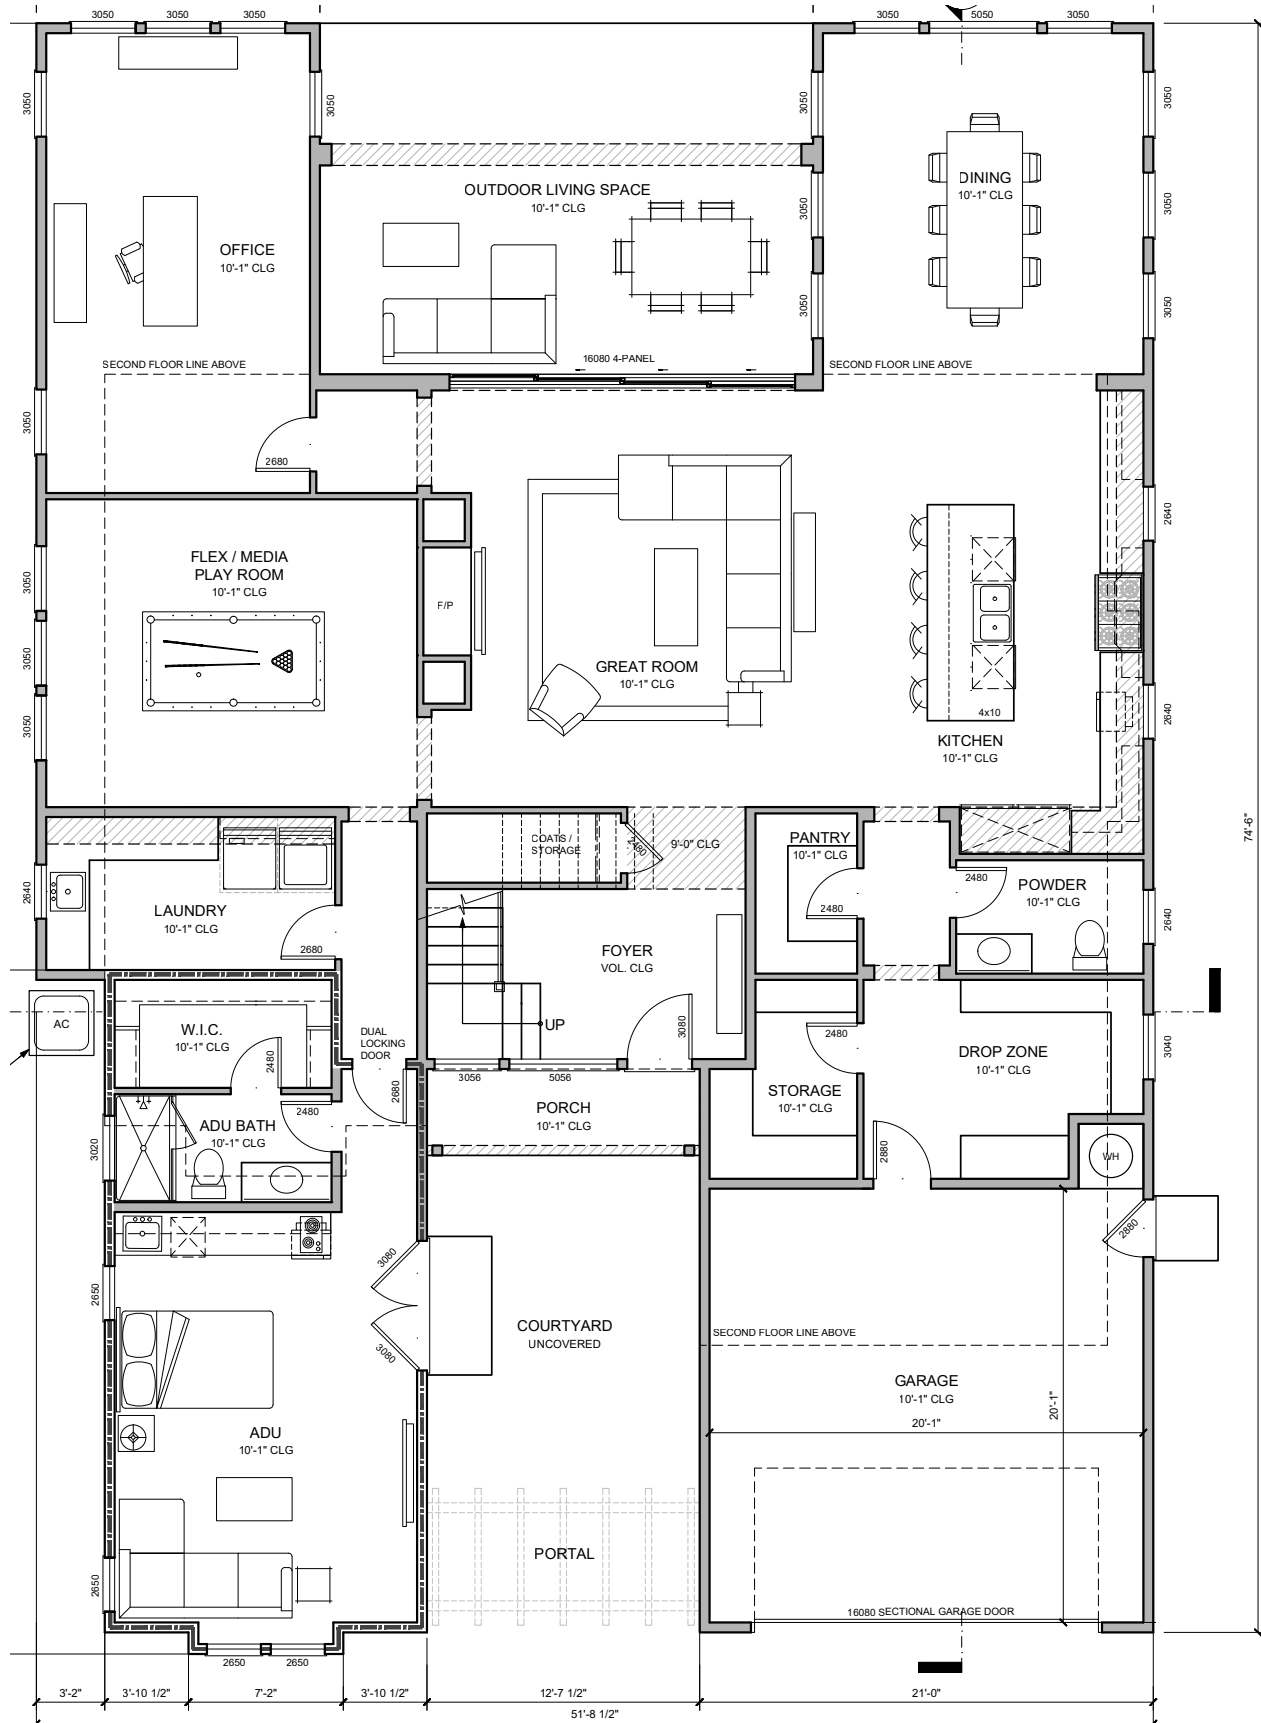 3050
3050
3050
3050
5050
3050
3050
3050
3050
3050
OUTDOOR LIVING SPACE
10'-1" CLG
DINING
10'-1" CLG
3050
3050
OFFICE
10'-1" CLG
3050
3050
16080 4-PANEL
SECOND FLOOR LINE ABOVE
SECOND FLOOR LINE ABOVE
3050
2680
2640
FLEX / MEDIA
PLAY ROOM
10'-1" CLG
3050
F/P
3050
GREAT ROOM
10'-1" CLG
3050
4x10
2640
KITCHEN
10'-1" CLG
COATS /
STORAGE
2480
9'-0" CLG
PANTRY
10'-1" CLG
74'-6"
2640
LAUNDRY
10'-1" CLG
2680
2480
2480
POWDER
10'-1" CLG
2640
FOYER
VOL. CLG
AC
W.I.C.
10'-1" CLG
2480
DUAL
LOCKING
DOOR
UP
3080
2480
DROP ZONE
10'-1" CLG
3040
3056
5056
2680
STORAGE
10'-1" CLG
PORCH
10'-1" CLG
2480
ADU BATH
10'-1" CLG
3020
2880
WH
2880
3080
2650
COURTYARD
UNCOVERED
SECOND FLOOR LINE ABOVE
3080
GARAGE
10'-1" CLG
20'-1"
20'-1"
ADU
10'-1" CLG
PORTAL
2650
16080 SECTIONAL GARAGE DOOR
2650
2650
3'-2"
3'-10 1/2"
7'-2"
3'-10 1/2"
12'-7 1/2"
21'-0"
51'-8 1/2"